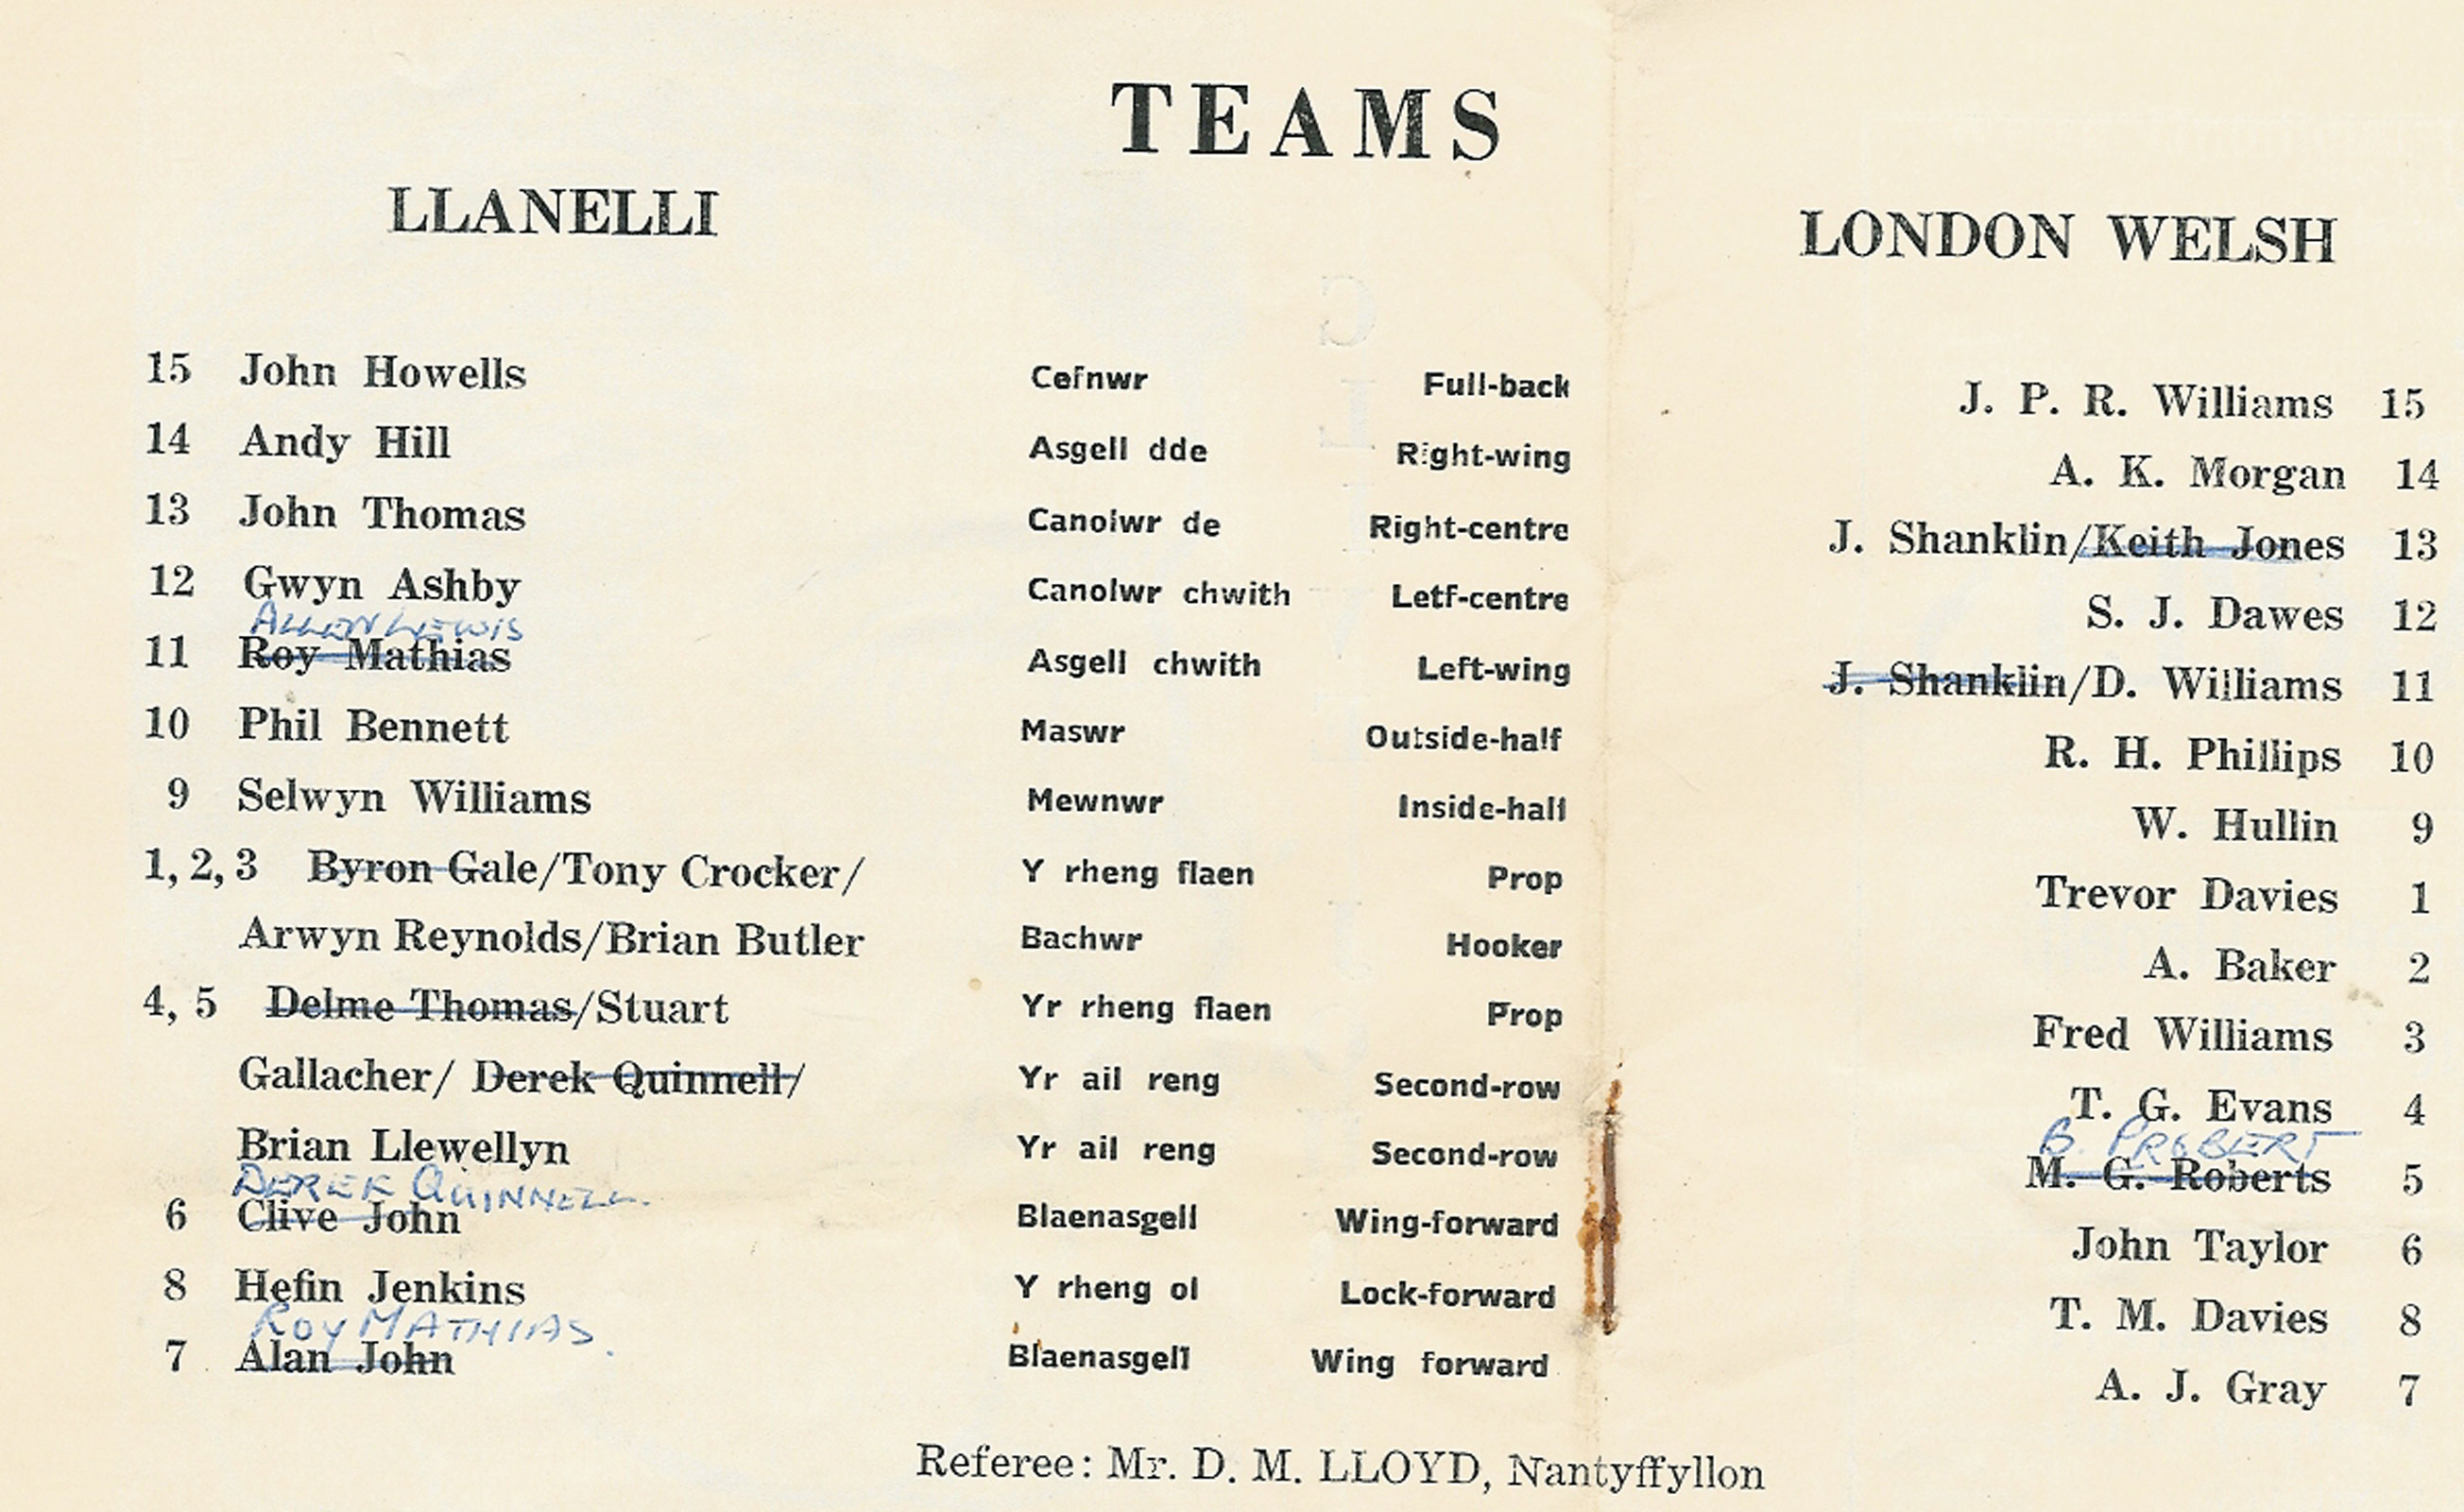 TEAMS
LLANELLI
LONDON WELSH
15 John Howells Cefnwr Full-back J. P. R. Williams 15
14 Andy Hill Asgell dde Right-wing A. K. Morgan 14
13 John Thomas Canolwr de Right-centre J. Shanklin/Keith Jones 13
12 Gwyn Ashby Canolwr chwith Letf-centre S. J. Dawes 12
ALLAN LEWIS
11 Roy Mathias Asgell chwith Left-wing J. Shanklin/D. Williams 11
10 Phil Bennett Maswr Outside-half R. H. Phillips 10
9 Selwyn Williams Mewnwr Inside-half W. Hullin 9
1, 2, 3 Byron Gale/Tony Crocker/ Y rheng flaen Prop Trevor Davies 1
Arwyn Reynolds/Brian Butler Bachwr Hooker A. Baker 2
4, 5 Delme Thomas/Stuart Yr rheng flaen Prop Fred Williams 3
Gallacher/ Derek Quinnell/ Yr ail reng Second-row T. G. Evans 4
B. PROBERT
Brian Llewellyn Yr ail reng Second-row M. G. Roberts 5
DEREK QUINNELL.
6 Clive John Blaenasgell Wing-forward John Taylor 6
8 Hefin Jenkins Y rheng ol Lock-forward T. M. Davies 8
ROY MATHIAS.
7 Alan John Blaenasgell Wing forward A. J. Gray 7
Referee: Mr. D. M. LLOYD, Nantyffyllon